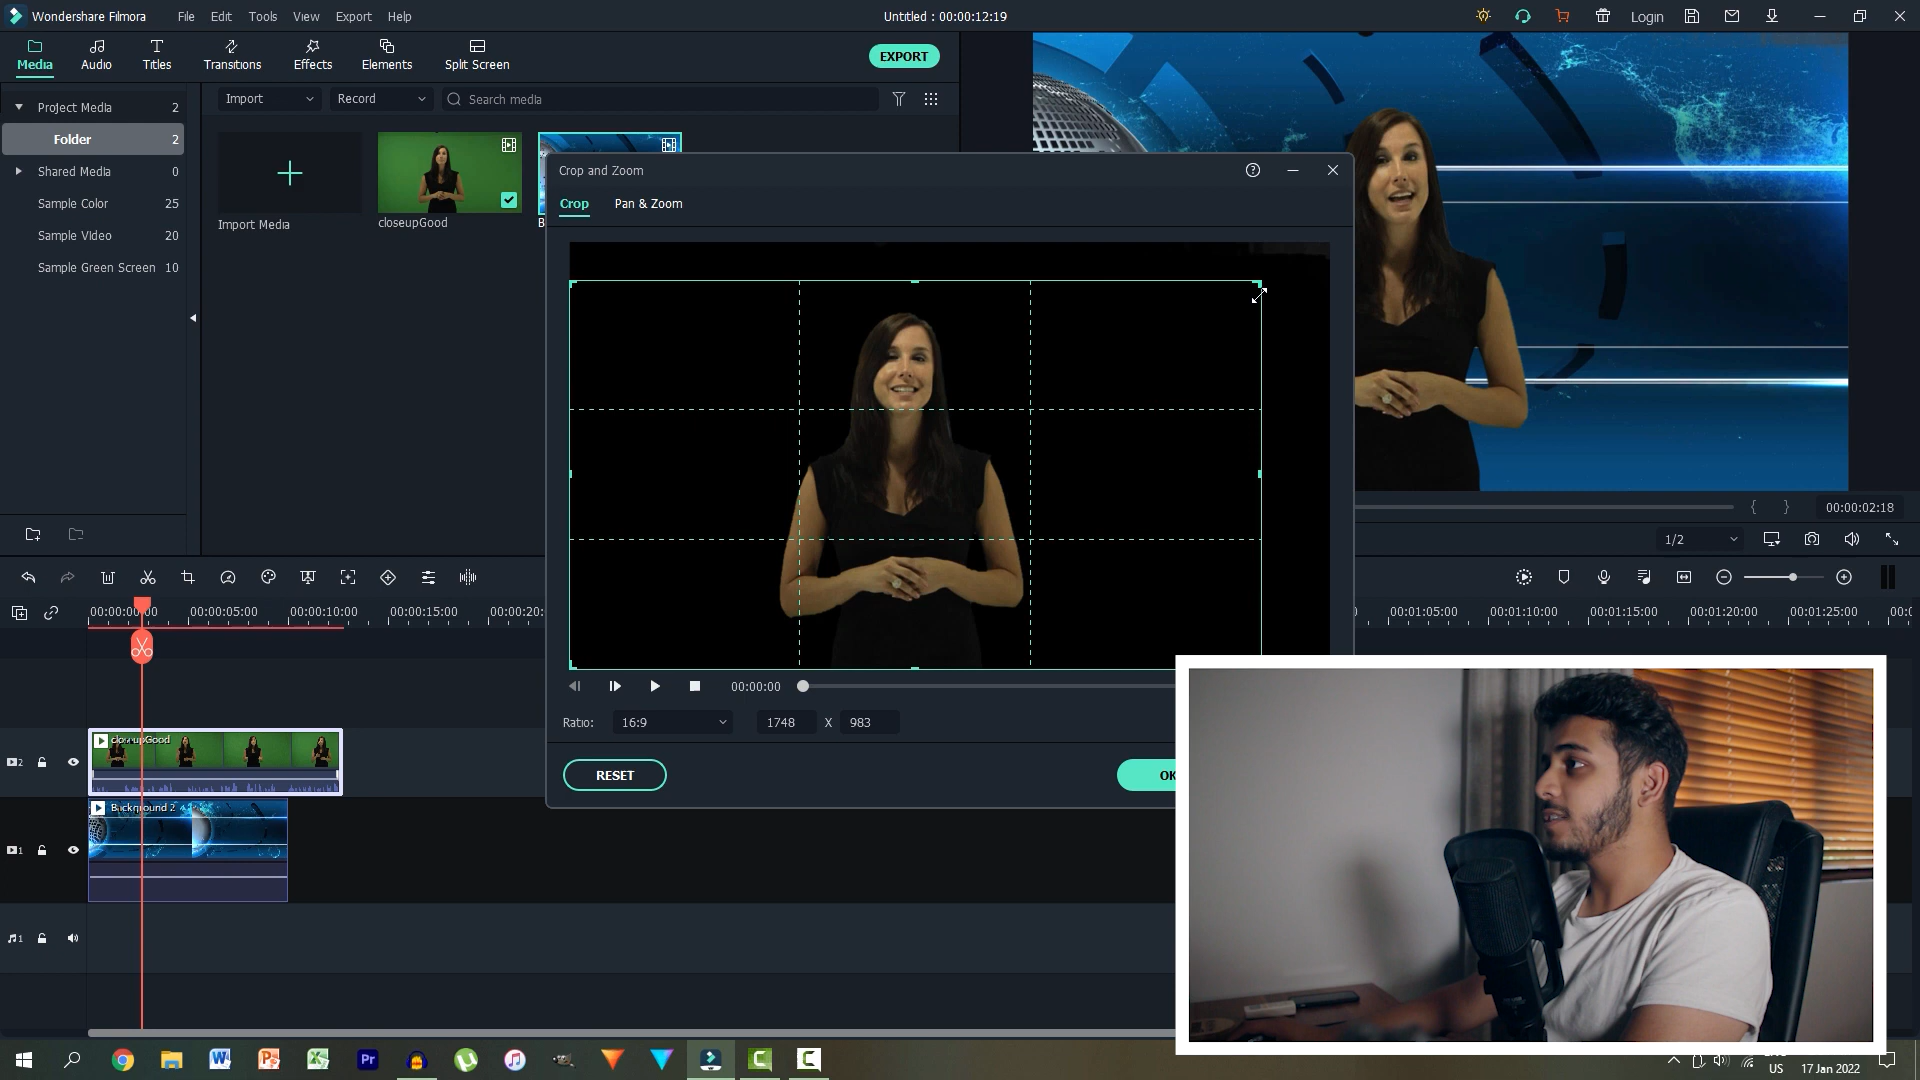 Wondershare Filmora
File
Edit
Tools
View
Export
Help
Untitled : 00:00:12:19
Login
Media
Audio
Titles
Transitions
Effects
Elements
Split Screen
EXPORT
Project Media 2
Folder 2
Shared Media 0
Sample Color 25
Sample Video 20
Sample Green Screen 10
Import
Record
Search media
Import Media
closeupGood
B
Crop and Zoom
Crop
Pan & Zoom
00:00:00
Ratio:
16:9
1748 X 983
RESET
OK
{ }
00:00:02:18
1/2
00:00:05:00
00:00:10:00
00:00:15:00
00:00:20:
00:01:05:00
00:01:10:00
00:01:15:00
00:01:20:00
00:01:25:00
2
closeupGood
1
Background 2
1
Pr
US
17 Jan 2022